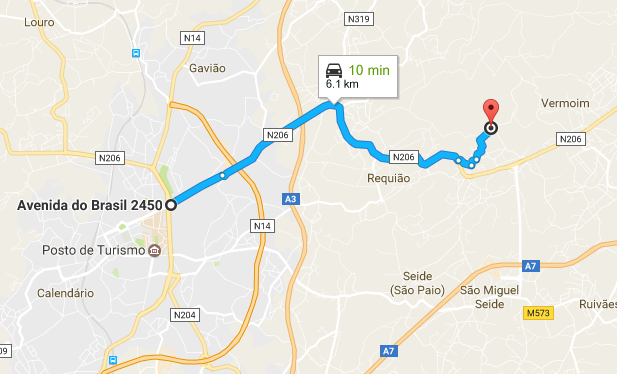 Louro
N319
N14
Gavião
10 min
6.1 km
Vermoim
N206
N206
N206
N206
Requião
Avenida do Brasil 2450
A3
N14
Posto de Turismo
A7
Seide
(São Paio)
São Miguel
Seide
Calendário
Ruivães
N204
M573
A7
09